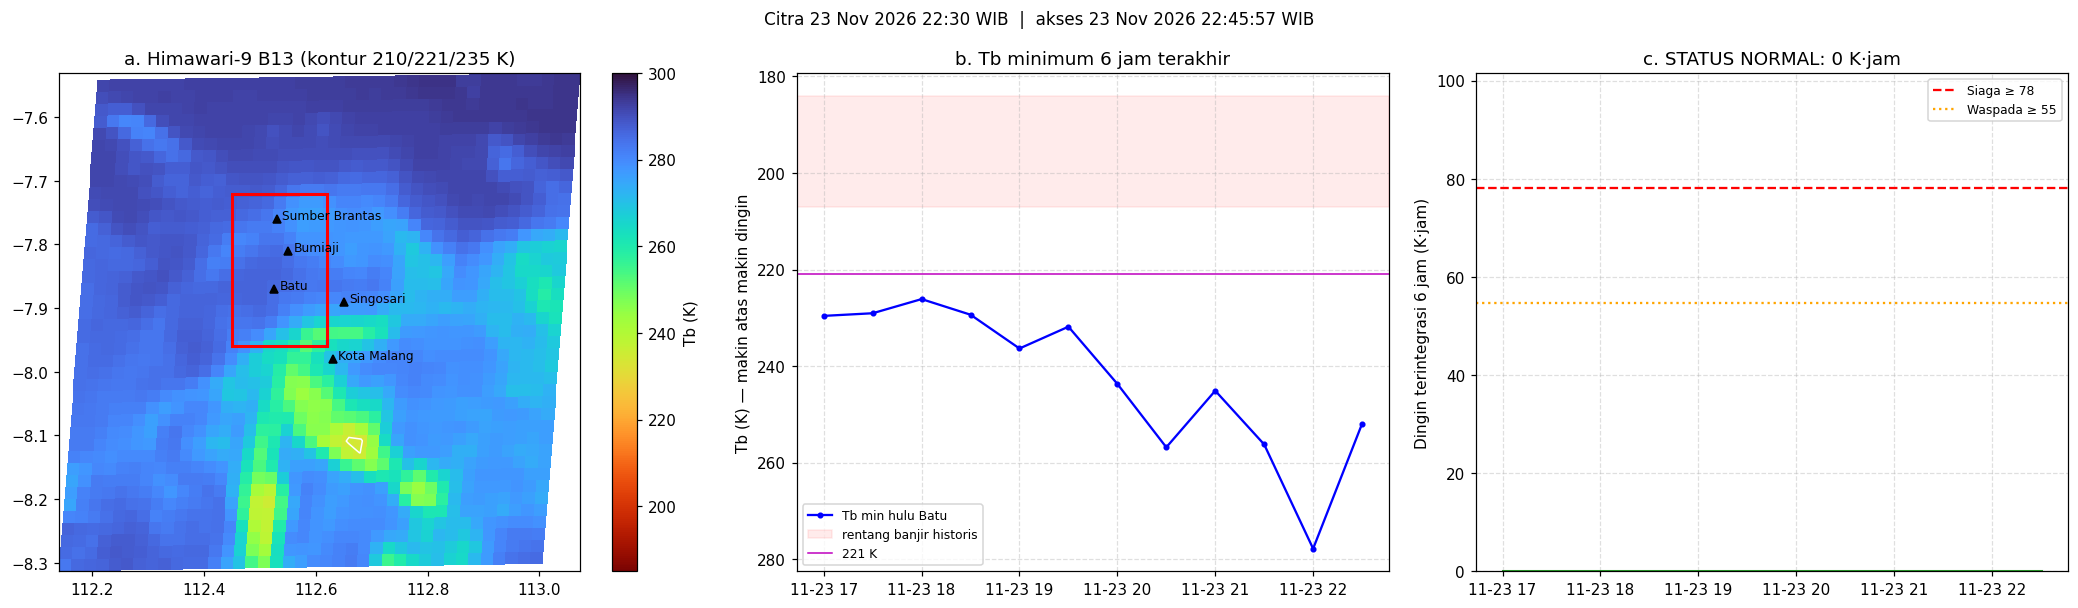 Citra 23 Nov 2026 22:30 WIB | akses 23 Nov 2026 22:45:57 WIB
a. Himawari-9 B13 (kontur 210/221/235 K)
−7.6
−7.7
−7.8
−7.9
−8.0
−8.1
−8.2
−8.3
112.2
112.4
112.6
112.8
113.0
Sumber Brantas
Bumiaji
Batu
Singosari
Kota Malang
300
280
260
240
220
200
Tb (K)
b. Tb minimum 6 jam terakhir
Tb (K) — makin atas makin dingin
180
200
220
240
260
280
Tb min hulu Batu
rentang banjir historis
221 K
11-23 17
11-23 18
11-23 19
11-23 20
11-23 21
11-23 22
c. STATUS NORMAL: 0 K·jam
Dingin terintegrasi 6 jam (K·jam)
100
80
60
40
20
0
Siaga ≥ 78
Waspada ≥ 55
11-23 17
11-23 18
11-23 19
11-23 20
11-23 21
11-23 22